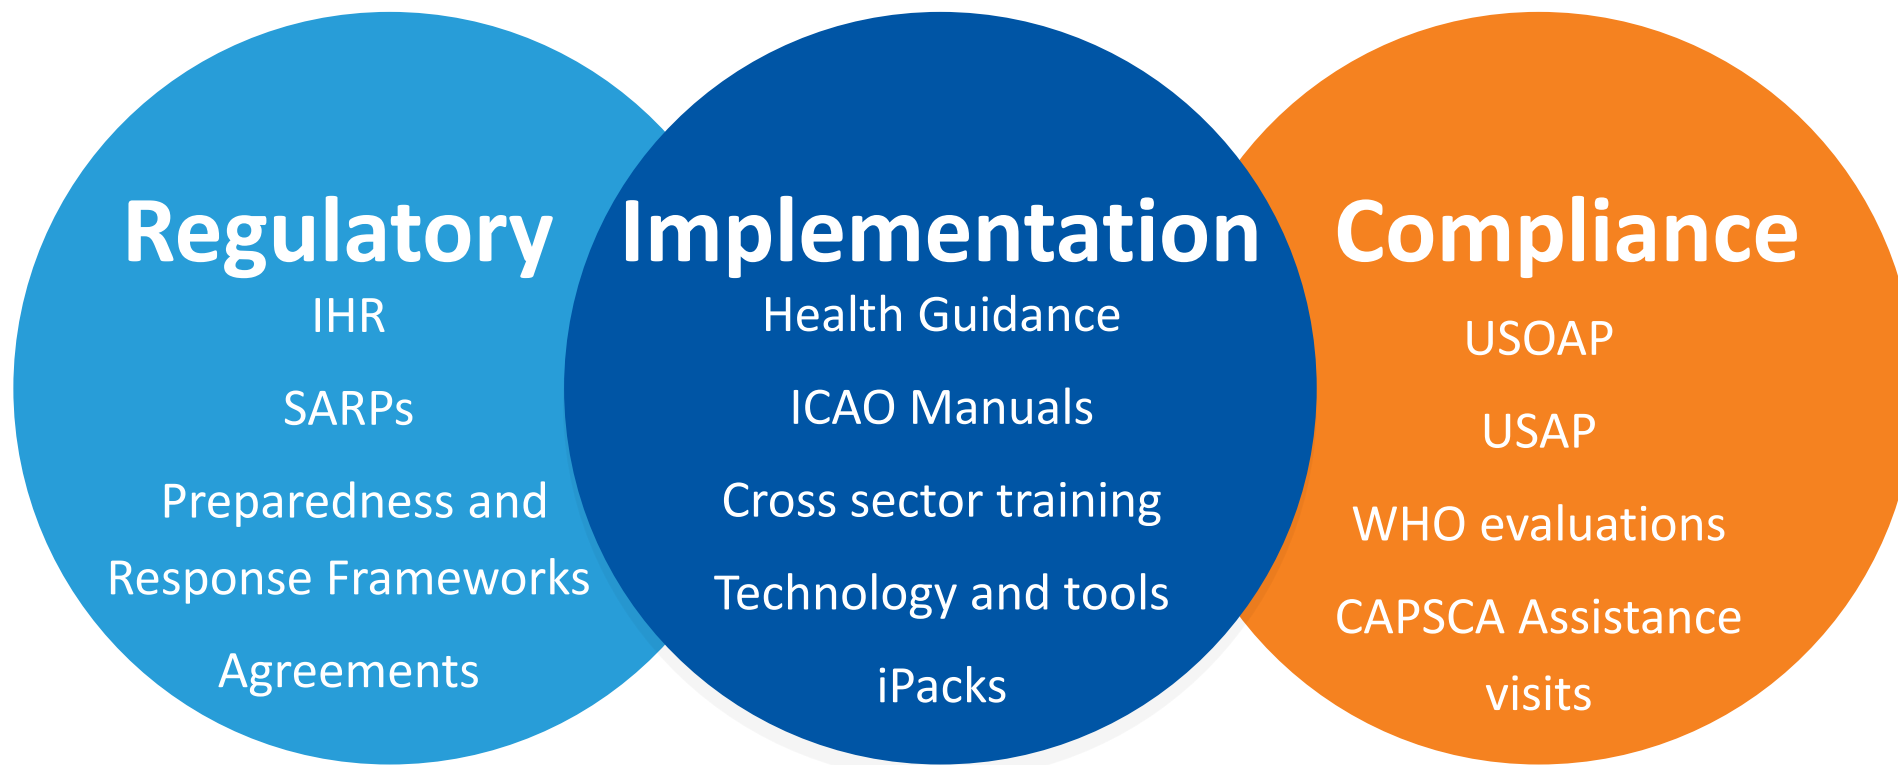 Regulatory
IHR
SARPs
Preparedness and
Response Frameworks
Agreements
Implementation
Health Guidance
ICAO Manuals
Cross sector training
Technology and tools
iPacks
Compliance
USOAP
USAP
WHO evaluations
CAPSCA Assistance
visits